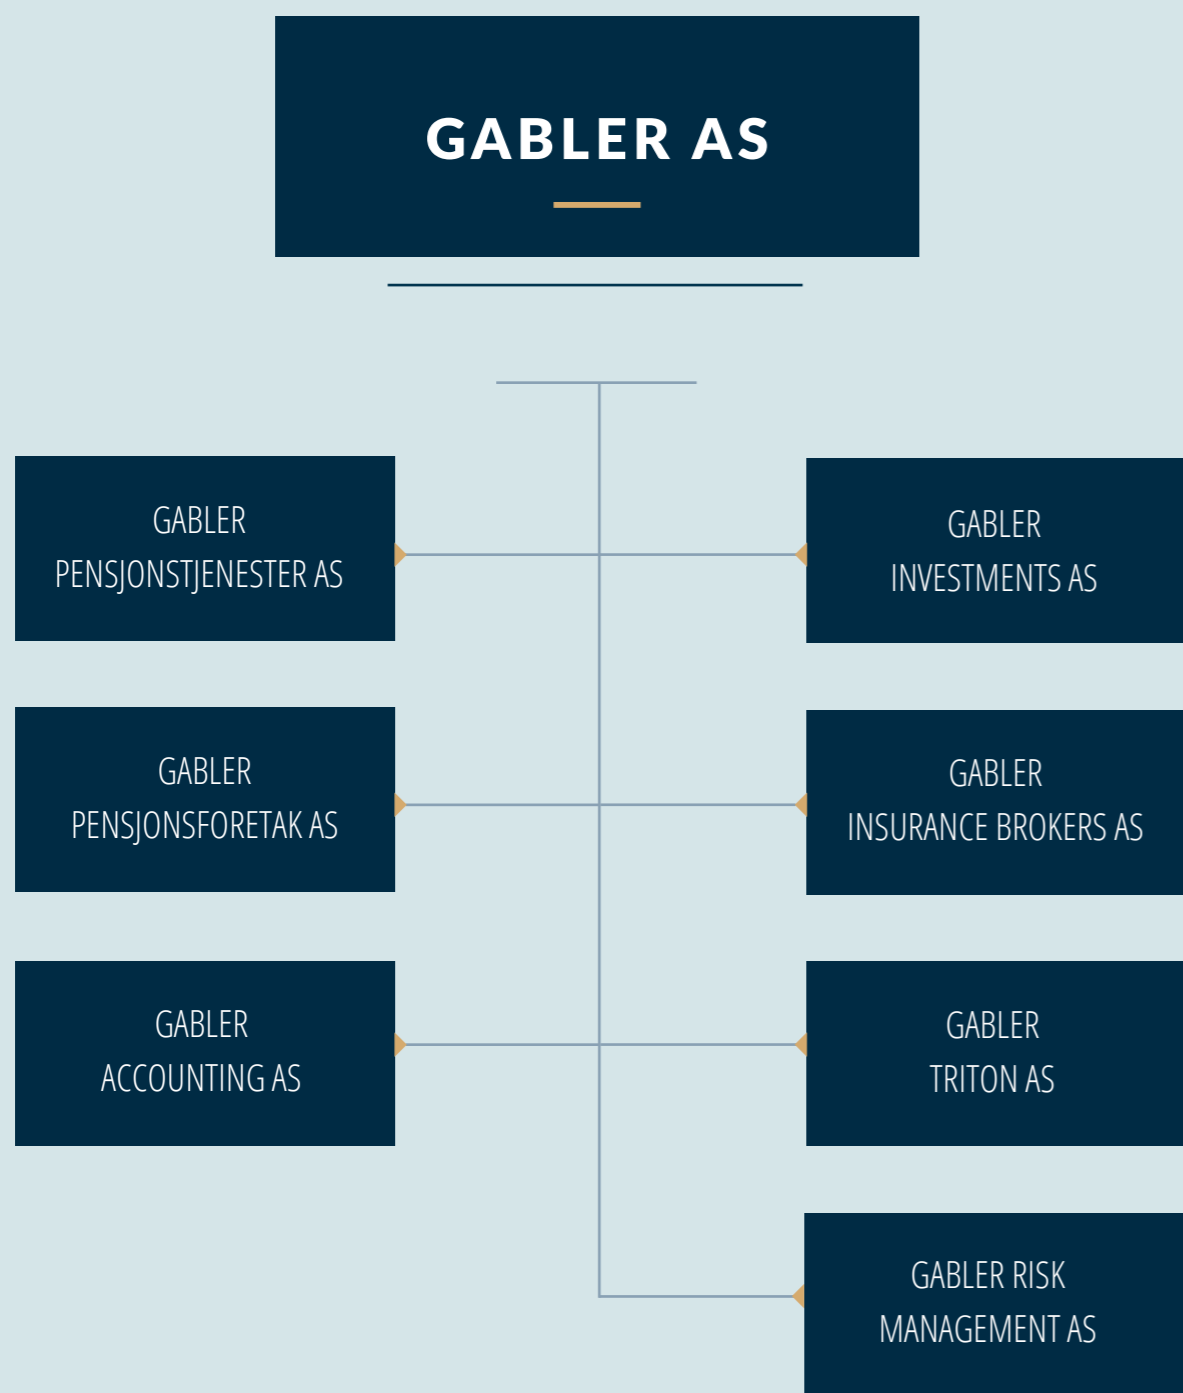 GABLER AS
GABLER
PENSJONSTJENESTER AS
GABLER
INVESTMENTS AS
GABLER
PENSJONSFORETAK AS
GABLER
INSURANCE BROKERS AS
GABLER
ACCOUNTING AS
GABLER
TRITON AS
GABLER RISK
MANAGEMENT AS